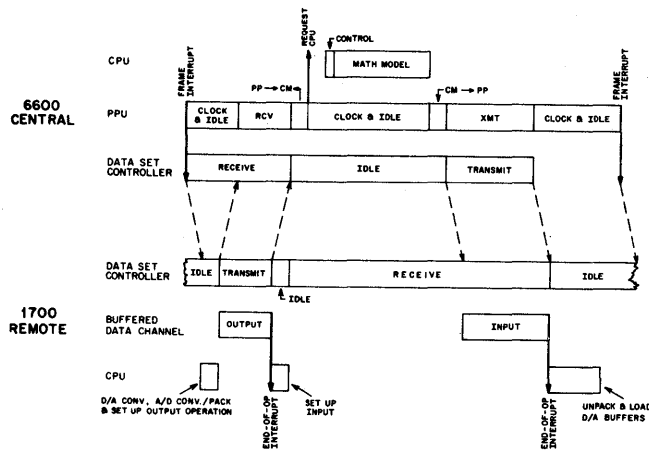 REQUEST
CPU
CONTROL
CPU
MATH MODEL
FRAME
INTERRUPT
PP → CM
CM → PP
FRAME
INTERRUPT
6600
CENTRAL
PPU
CLOCK
& IDLE
RCV
CLOCK & IDLE
XMT
CLOCK & IDLE
DATA SET
CONTROLLER
RECEIVE
IDLE
TRANSMIT
DATA SET
CONTROLLER
IDLE
TRANSMIT
RECEIVE
IDLE
IDLE
1700
REMOTE
BUFFERED
DATA CHANNEL
OUTPUT
INPUT
CPU
D/A CONV, A/D CONV./PACK
& SET UP OUTPUT OPERATION
END-OF-OP
INTERRUPT
SET UP
INPUT
END-OF-OP
INTERRUPT
UNPACK & LOAD
D/A BUFFERS